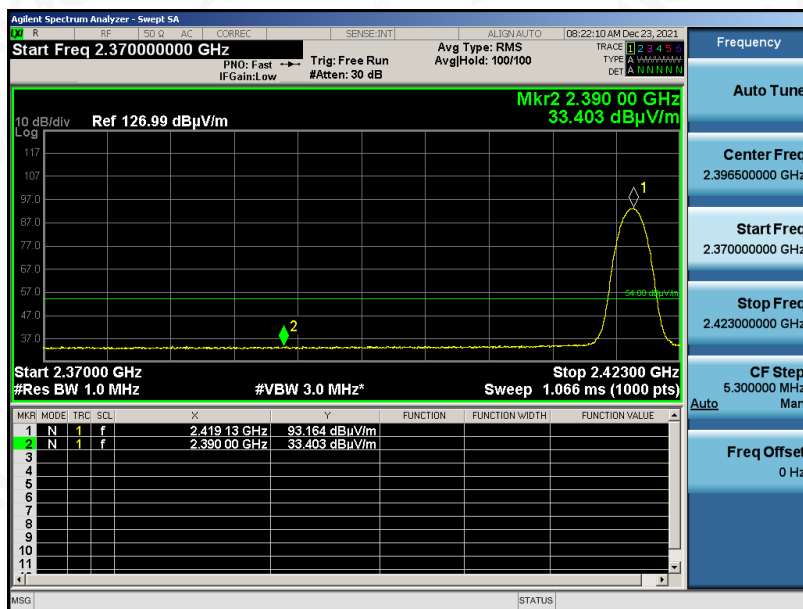 Agilent Spectrum Analyzer - Swept SA
LXI R RF 50 Ω AC CORREC SENSE:INT ALIGN AUTO 08:22:10 AM Dec 23, 2021
Start Freq 2.370000000 GHz
PNO: Fast
IFGain:Low
Trig: Free Run
#Atten: 30 dB
Avg Type: RMS
Avg|Hold: 100/100
TRACE 1 2 3 4 5 6
TYPE A WWWWW
DET A N N N N N
Mkr2 2.390 00 GHz
33.403 dBµV/m
10 dB/div Ref 126.99 dBµV/m
Log
117
107
97.0
87.0
77.0
67.0
57.0
47.0
37.0
1
54.00 dBµV/m
2
Start 2.37000 GHz Stop 2.42300 GHz
#Res BW 1.0 MHz #VBW 3.0 MHz* Sweep 1.066 ms (1000 pts)
MKR MODE TRC SCL X Y FUNCTION FUNCTION WIDTH FUNCTION VALUE
1 N 1 f 2.419 13 GHz 93.164 dBµV/m
2 N 1 f 2.390 00 GHz 33.403 dBµV/m
3
4
5
6
7
8
9
10
11
MSG STATUS
Frequency
Auto Tune
Center Freq
2.396500000 GHz
Start Freq
2.370000000 GHz
Stop Freq
2.423000000 GHz
CF Step
5.300000 MHz
Auto Man
Freq Offset
0 Hz